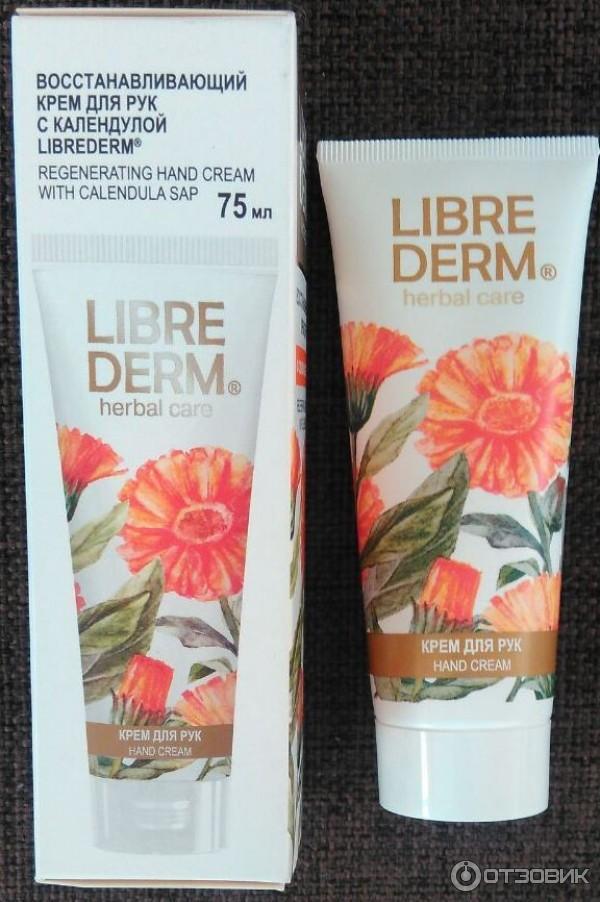 ВОССТАНАВЛИВАЮЩИЙ
КРЕМ ДЛЯ РУК
С КАЛЕНДУЛОЙ
LIBREDERM®
REGENERATING HAND CREAM
WITH CALENDULA SAP
75 мл
LIBRE
DERM®
herbal care
КРЕМ ДЛЯ РУК
HAND CREAM
LIBRE
DERM®
herbal care
КРЕМ ДЛЯ РУК
HAND CREAM
ОТЗОВИК